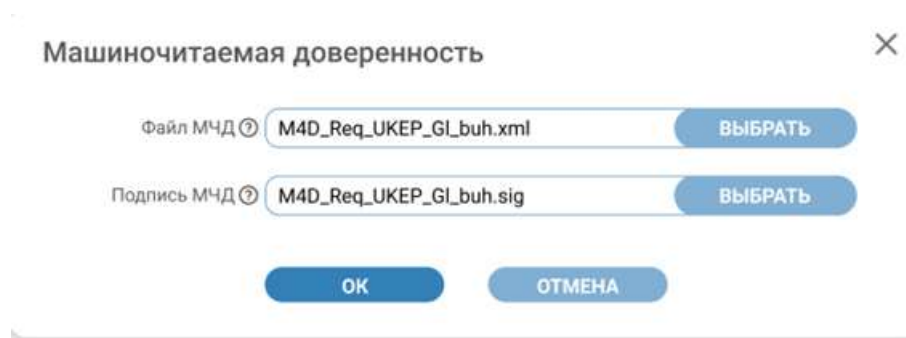 Машиночитаемая доверенность
Файл МЧД ? M4D_Req_UKEP_Gl_buh.xml ВЫБРАТЬ
Подпись МЧД ? M4D_Req_UKEP_Gl_buh.sig ВЫБРАТЬ
ОК ОТМЕНА